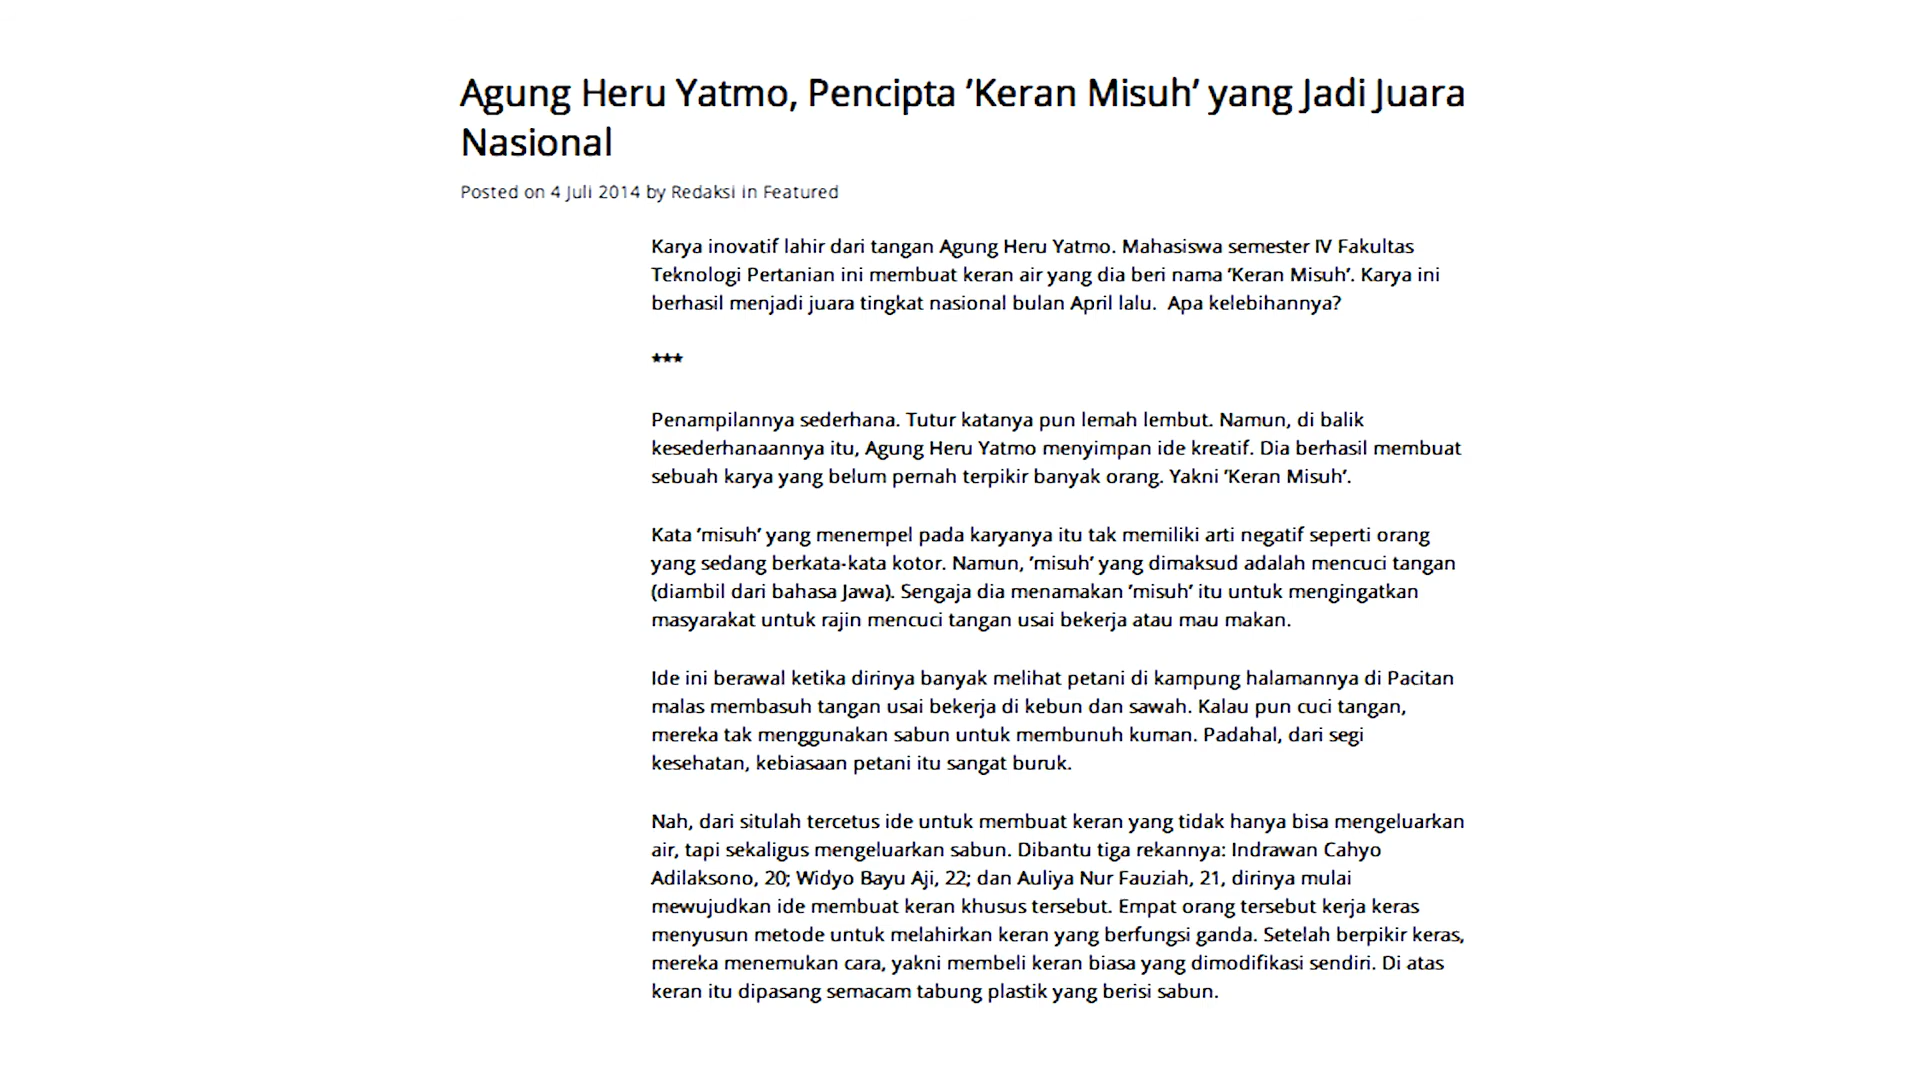 Agung Heru Yatmo, Pencipta ’Keran Misuh’ yang Jadi Juara
Nasional
Posted on 4 Juli 2014 by Redaksi in Featured
Karya inovatif lahir dari tangan Agung Heru Yatmo. Mahasiswa semester IV Fakultas
Teknologi Pertanian ini membuat keran air yang dia beri nama ’Keran Misuh’. Karya ini
berhasil menjadi juara tingkat nasional bulan April lalu.  Apa kelebihannya?
***
Penampilannya sederhana. Tutur katanya pun lemah lembut. Namun, di balik
kesederhanaannya itu, Agung Heru Yatmo menyimpan ide kreatif. Dia berhasil membuat
sebuah karya yang belum pernah terpikir banyak orang. Yakni ’Keran Misuh’.
Kata ’misuh’ yang menempel pada karyanya itu tak memiliki arti negatif seperti orang
yang sedang berkata-kata kotor. Namun, ’misuh’ yang dimaksud adalah mencuci tangan
(diambil dari bahasa Jawa). Sengaja dia menamakan ’misuh’ itu untuk mengingatkan
masyarakat untuk rajin mencuci tangan usai bekerja atau mau makan.
Ide ini berawal ketika dirinya banyak melihat petani di kampung halamannya di Pacitan
malas membasuh tangan usai bekerja di kebun dan sawah. Kalau pun cuci tangan,
mereka tak menggunakan sabun untuk membunuh kuman. Padahal, dari segi
kesehatan, kebiasaan petani itu sangat buruk.
Nah, dari situlah tercetus ide untuk membuat keran yang tidak hanya bisa mengeluarkan
air, tapi sekaligus mengeluarkan sabun. Dibantu tiga rekannya: Indrawan Cahyo
Adilaksono, 20; Widyo Bayu Aji, 22; dan Auliya Nur Fauziah, 21, dirinya mulai
mewujudkan ide membuat keran khusus tersebut. Empat orang tersebut kerja keras
menyusun metode untuk melahirkan keran yang berfungsi ganda. Setelah berpikir keras,
mereka menemukan cara, yakni membeli keran biasa yang dimodifikasi sendiri. Di atas
keran itu dipasang semacam tabung plastik yang berisi sabun.